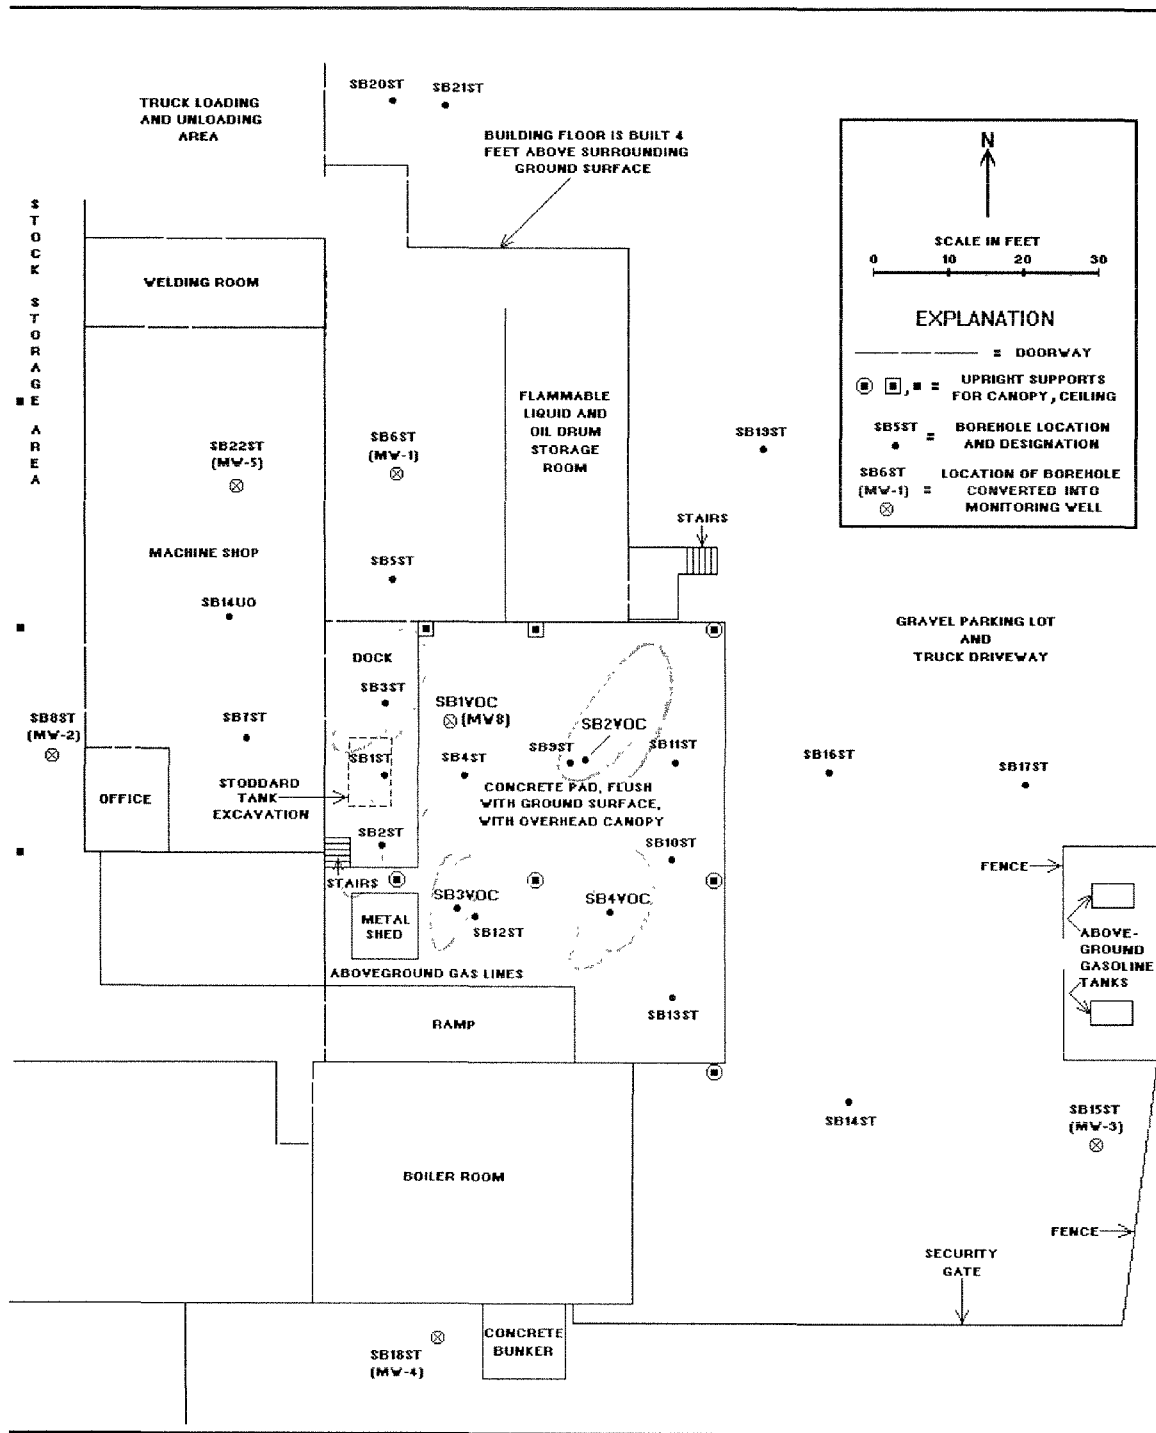 SB20ST
SB21ST
TRUCK LOADING
AND UNLOADING
AREA
BUILDING FLOOR IS BUILT 4
FEET ABOVE SURROUNDING
GROUND SURFACE
N
SCALE IN FEET
0 10 20 30
EXPLANATION
= DOORWAY
, = UPRIGHT SUPPORTS
FOR CANOPY, CEILING
SB5ST = BOREHOLE LOCATION
AND DESIGNATION
SB6ST LOCATION OF BOREHOLE
(MW-1) = CONVERTED INTO
MONITORING WELL
STOCK STORAGE AREA
WELDING ROOM
FLAMMABLE
LIQUID AND
OIL DRUM
STORAGE
ROOM
SB22ST
(MW-5)
SB6ST
(MW-1)
SB19ST
STAIRS
MACHINE SHOP
SB5ST
SB14UO
GRAVEL PARKING LOT
AND
TRUCK DRIVEWAY
DOCK
SB3ST
SB1VOC
(MW8)
SB2VOC
SB8ST
(MW-2)
SB7ST
SB9ST
SB11ST
SB1ST
SB4ST
SB16ST
SB17ST
OFFICE
STODDARD
TANK
EXCAVATION
CONCRETE PAD, FLUSH
WITH GROUND SURFACE,
WITH OVERHEAD CANOPY
SB2ST
SB10ST
FENCE
STAIRS
SB3VOC
SB4VOC
METAL
SHED
SB12ST
ABOVE-
GROUND
GASOLINE
TANKS
ABOVEGROUND GAS LINES
RAMP
SB13ST
SB14ST
SB15ST
(MW-3)
BOILER ROOM
FENCE
SECURITY
GATE
CONCRETE
BUNKER
SB18ST
(MW-4)